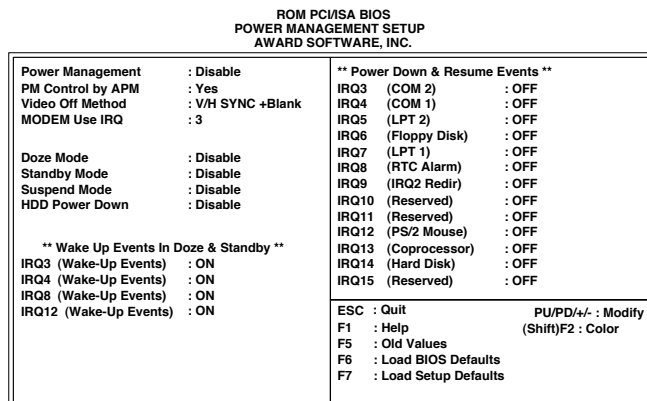 ROM PCI/ISA BIOS
POWER MANAGEMENT SETUP
AWARD SOFTWARE, INC.
Power Management : Disable
PM Control by APM : Yes
Video Off Method : V/H SYNC +Blank
MODEM Use IRQ : 3
Doze Mode : Disable
Standby Mode : Disable
Suspend Mode : Disable
HDD Power Down : Disable
** Wake Up Events In Doze & Standby **
IRQ3 (Wake-Up Events) : ON
IRQ4 (Wake-Up Events) : ON
IRQ8 (Wake-Up Events) : ON
IRQ12 (Wake-Up Events) : ON
** Power Down & Resume Events **
IRQ3 (COM 2) : OFF
IRQ4 (COM 1) : OFF
IRQ5 (LPT 2) : OFF
IRQ6 (Floppy Disk) : OFF
IRQ7 (LPT 1) : OFF
IRQ8 (RTC Alarm) : OFF
IRQ9 (IRQ2 Redir) : OFF
IRQ10 (Reserved) : OFF
IRQ11 (Reserved) : OFF
IRQ12 (PS/2 Mouse) : OFF
IRQ13 (Coprocessor) : OFF
IRQ14 (Hard Disk) : OFF
IRQ15 (Reserved) : OFF
ESC : Quit PU/PD/+/- : Modify
F1 : Help (Shift)F2 : Color
F5 : Old Values
F6 : Load BIOS Defaults
F7 : Load Setup Defaults